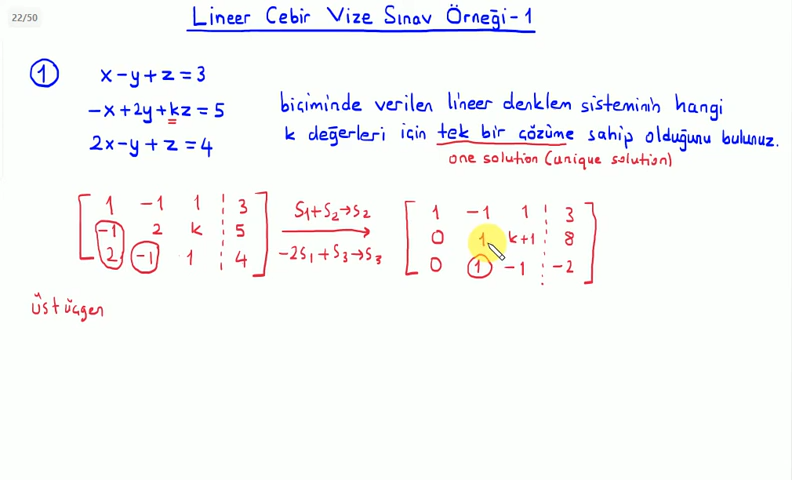 22/50
Lineer Cebir Vize Sınav Örneği-1
1 x-y+z=3
-x+2y+kz=5
2x-y+z=4
biçiminde verilen lineer denklem sisteminin hangi
k değerleri için tek bir çözüme sahip olduğunu bulunuz.
one solution (unique solution)
1 -1 1 3
-1 2 k 5
2 -1 1 4
S1+S2→S2
-2S1+S3→S3
1 -1 1 3
0 1 k+1 8
0 1 -1 -2
üst üçgen